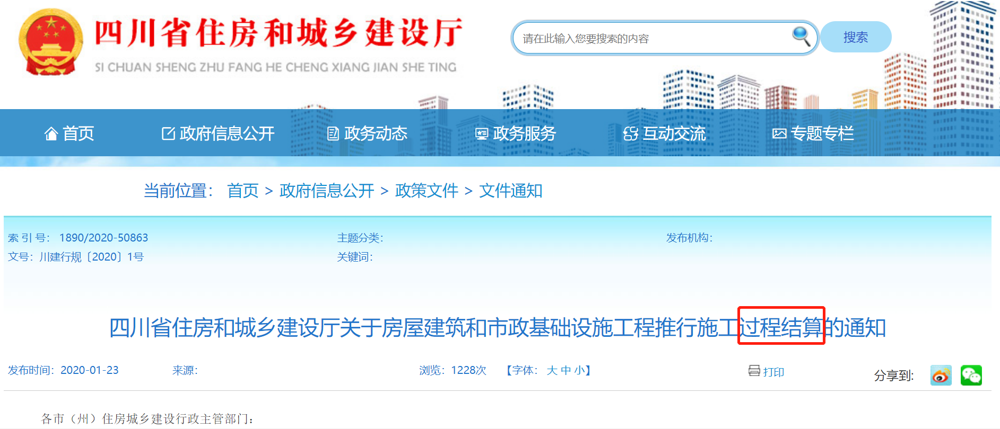 四川省住房和城乡建设厅
SI CHUAN SHENG ZHU FANG HE CHENG XIANG JIAN SHE TING
请在此输入您要搜索的内容
搜索
首页 政府信息公开 政务动态 政务服务 互动交流 专题专栏
当前位置： 首页 > 政府信息公开 > 政策文件 > 文件通知
索 引 号： 1890/2020-50863 主题分类： 发布机构：
文号：川建行规〔2020〕1号 关键词：
四川省住房和城乡建设厅关于房屋建筑和市政基础设施工程推行施工过程结算的通知
发布时间：2020-01-23 来源： 浏览：1228次 【字体： 大 中 小】 打印 分享到:
各市（州）住房城乡建设行政主管部门：